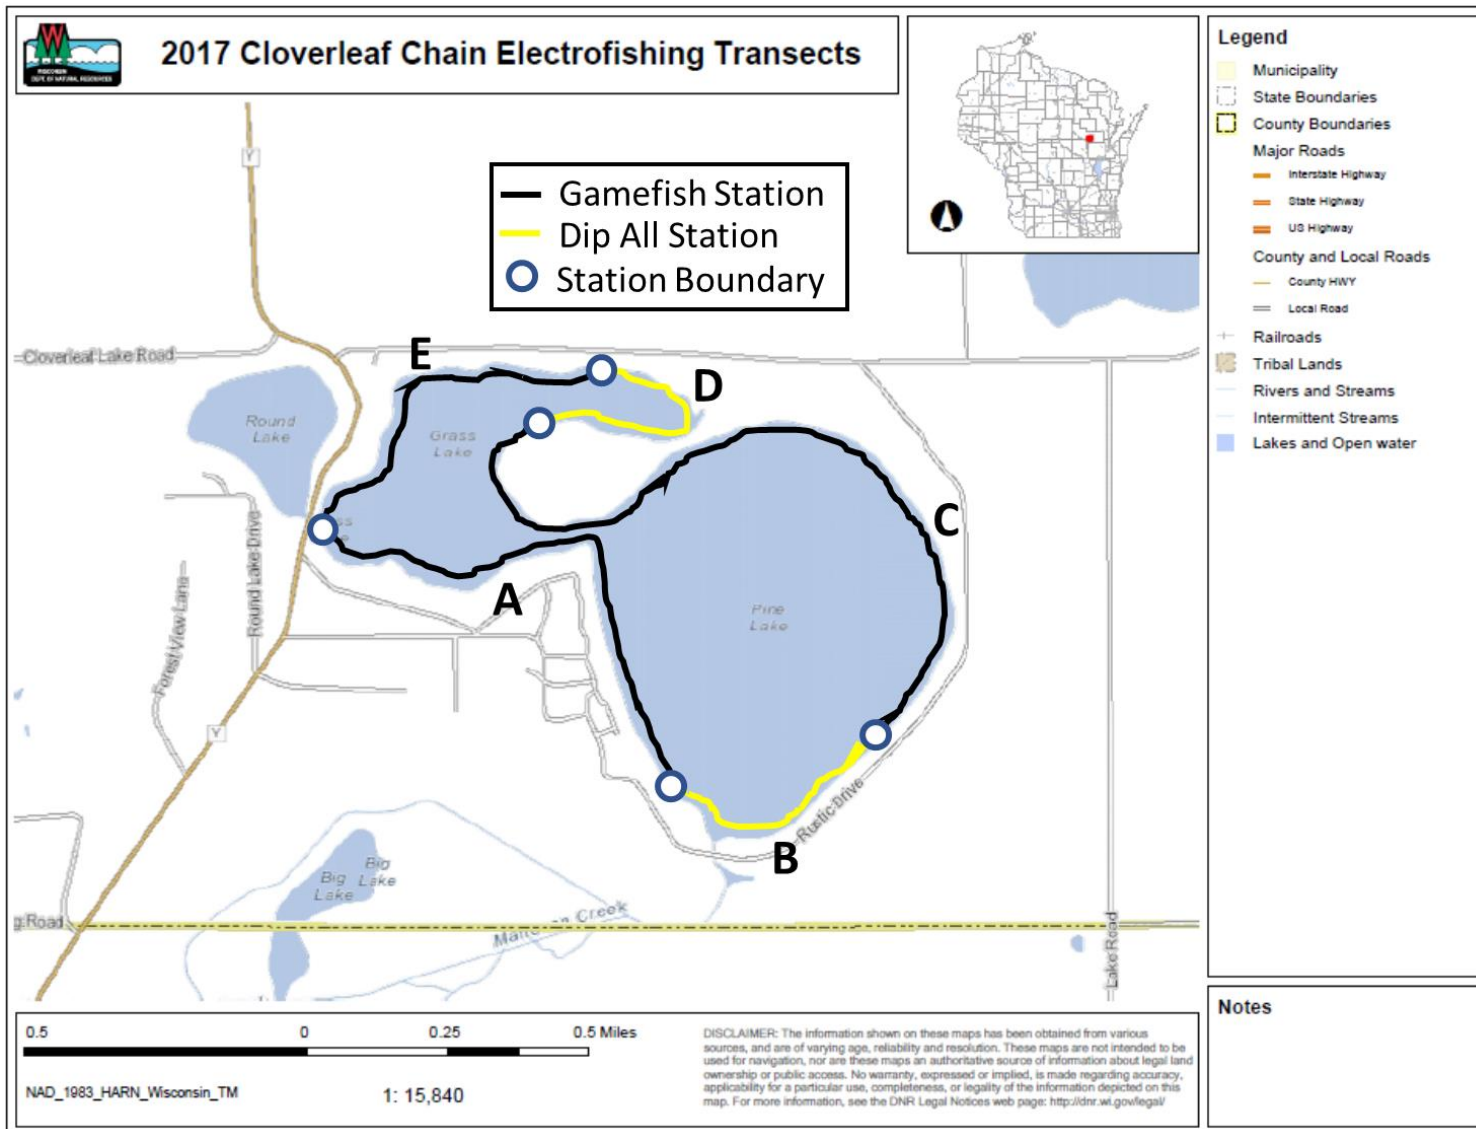 WISCONSIN
DEPT. OF NATURAL RESOURCES
2017 Cloverleaf Chain Electrofishing Transects
Legend
Municipality
State Boundaries
County Boundaries
Major Roads
Interstate Highway
State Highway
US Highway
County and Local Roads
County HWY
Local Road
Railroads
Tribal Lands
Rivers and Streams
Intermittent Streams
Lakes and Open water
Gamefish Station
Dip All Station
Station Boundary
Y
Cloverleaf Lake Road
E
D
Round
Lake
Grass
Lake
C
A
Round Lake Drive
Forest View Lane
Pine
Lake
Y
Rustic Drive
B
Big
Lake
Big
Lake
g Road
Creek
Lake Road
0.5
0
0.25
0.5 Miles
NAD_1983_HARN_Wisconsin_TM
1: 15,840
DISCLAIMER: The information shown on these maps has been obtained from various
sources, and are of varying age, reliability and resolution. These maps are not intended to be
used for navigation, nor are these maps an authoritative source of information about legal land
ownership or public access. No warranty, expressed or implied, is made regarding accuracy,
applicability for a particular use, completeness, or legality of the information depicted on this
map. For more information, see the DNR Legal Notices web page: http://dnr.wi.gov/legal/
Notes